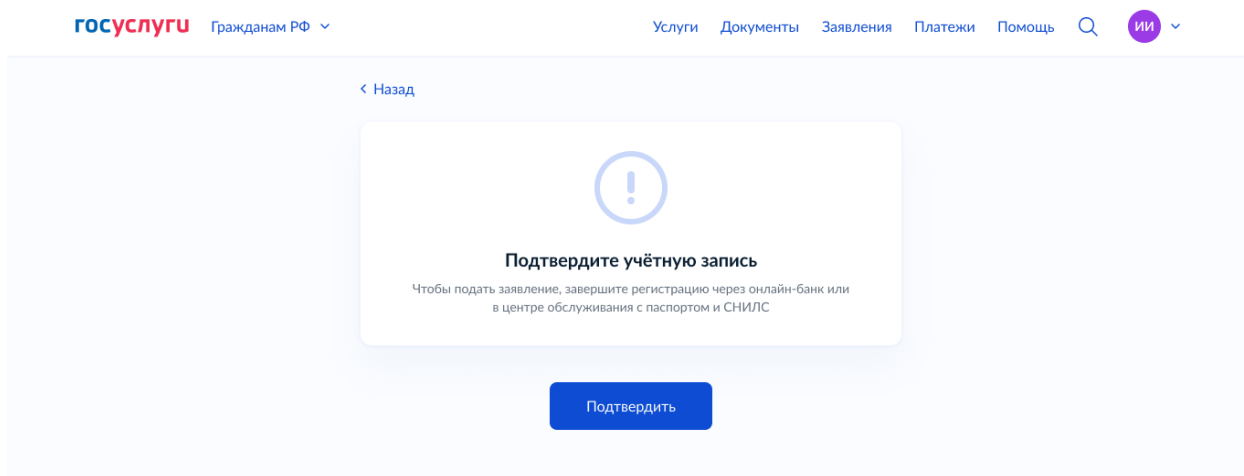 госуслуги Гражданам РФ Услуги Документы Заявления Платежи Помощь ИИ
Назад
Подтвердите учётную запись
Чтобы подать заявление, завершите регистрацию через онлайн-банк или
в центре обслуживания с паспортом и СНИЛС
Подтвердить